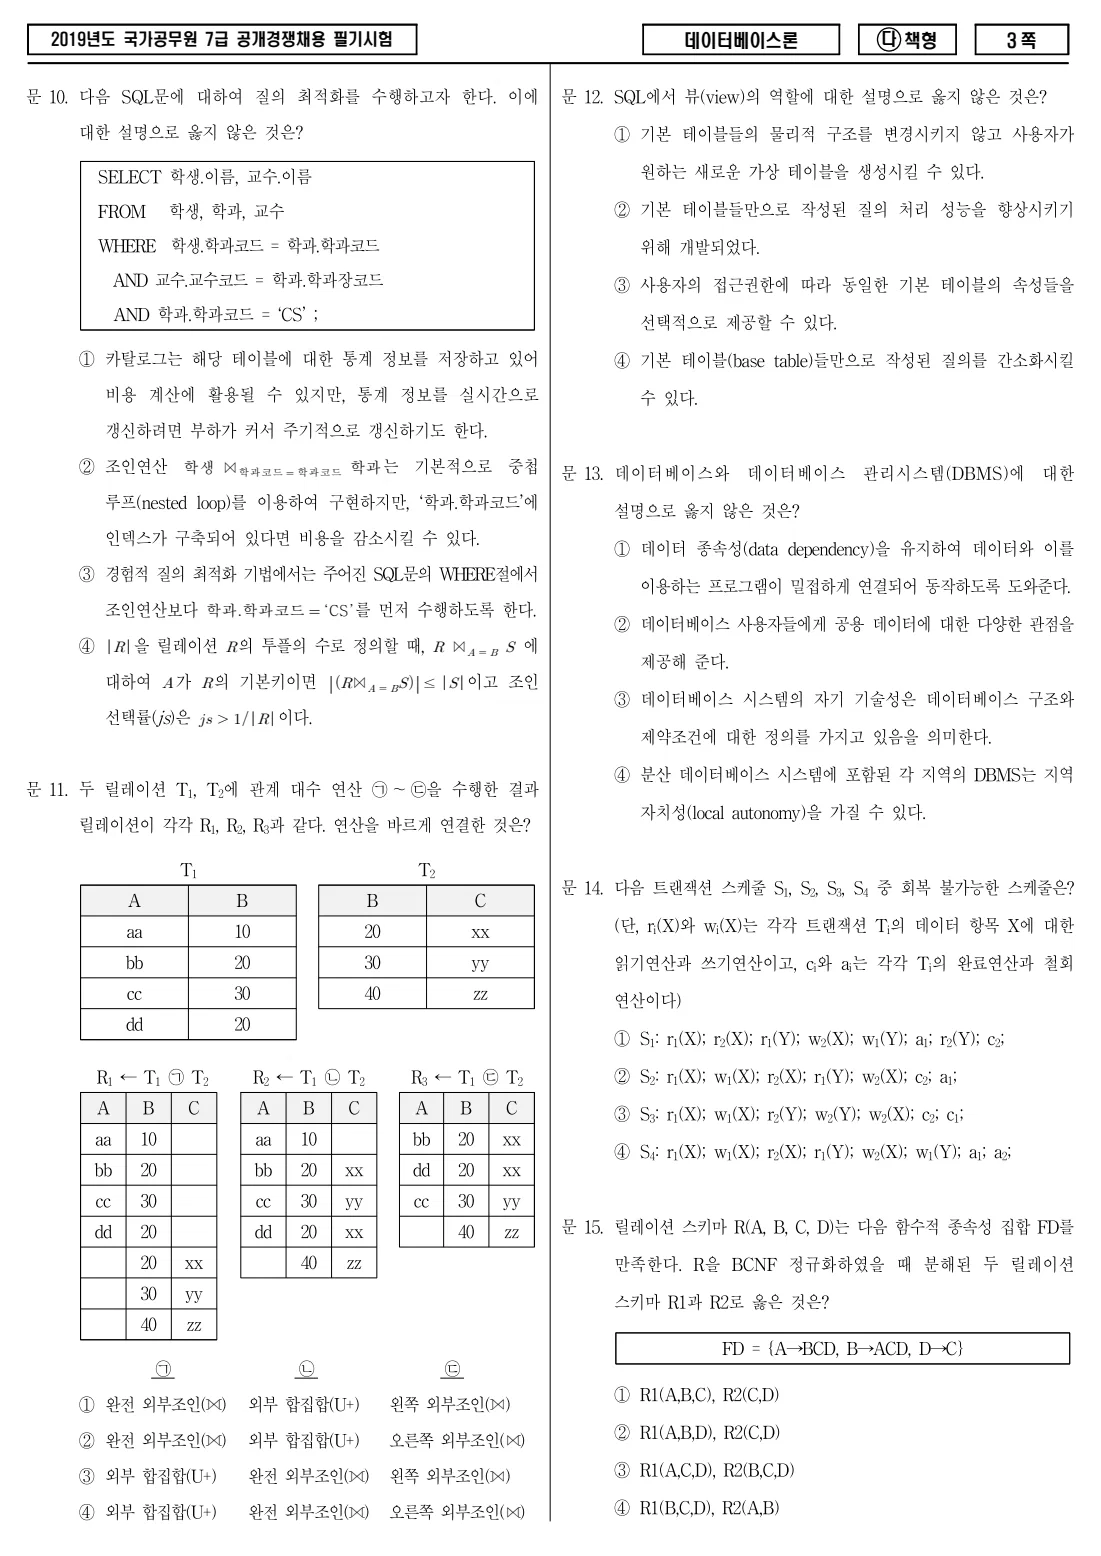 2019년도 국가공무원 7급 공개경쟁채용 필기시험
데이터베이스론
㉰ 책형
3 쪽
문 10. 다음 SQL문에 대하여 질의 최적화를 수행하고자 한다. 이에
대한 설명으로 옳지 않은 것은?
SELECT 학생.이름, 교수.이름
FROM 학생, 학과, 교수
WHERE 학생.학과코드 = 학과.학과코드
AND 교수.교수코드 = 학과.학과장코드
AND 학과.학과코드 = ‘CS’ ;
① 카탈로그는 해당 테이블에 대한 통계 정보를 저장하고 있어
비용 계산에 활용될 수 있지만, 통계 정보를 실시간으로
갱신하려면 부하가 커서 주기적으로 갱신하기도 한다.
② 조인연산 학생 ⋈학과코드=학과코드 학과는 기본적으로 중첩
루프(nested loop)를 이용하여 구현하지만, ‘학과.학과코드’에
인덱스가 구축되어 있다면 비용을 감소시킬 수 있다.
③ 경험적 질의 최적화 기법에서는 주어진 SQL문의 WHERE절에서
조인연산보다 학과.학과코드=‘CS’를 먼저 수행하도록 한다.
④ |R|을 릴레이션 R의 투플의 수로 정의할 때, R ⋈A=B S 에
대하여 A가 R의 기본키이면 |(R⋈A=BS)| ≤ |S|이고 조인
선택률(js)은 js > 1/|R|이다.
문 11. 두 릴레이션 T₁, T₂에 관계 대수 연산 ㉠ ~ ㉢을 수행한 결과
릴레이션이 각각 R₁, R₂, R₃과 같다. 연산을 바르게 연결한 것은?
T₁ T₂
A B B C
aa 10 20 xx
bb 20 30 yy
cc 30 40 zz
dd 20
R₁ ← T₁ ㉠ T₂ R₂ ← T₁ ㉡ T₂ R₃ ← T₁ ㉢ T₂
A B C A B C A B C
aa 10 aa 10 bb 20 xx
bb 20 bb 20 xx dd 20 xx
cc 30 cc 30 yy cc 30 yy
dd 20 dd 20 xx 40 zz
20 xx 40 zz
30 yy
40 zz
㉠ ㉡ ㉢
① 완전 외부조인(⟗) 외부 합집합(U+) 왼쪽 외부조인(⟕)
② 완전 외부조인(⟗) 외부 합집합(U+) 오른쪽 외부조인(⟖)
③ 외부 합집합(U+) 완전 외부조인(⟗) 왼쪽 외부조인(⟕)
④ 외부 합집합(U+) 완전 외부조인(⟗) 오른쪽 외부조인(⟖)
문 12. SQL에서 뷰(view)의 역할에 대한 설명으로 옳지 않은 것은?
① 기본 테이블들의 물리적 구조를 변경시키지 않고 사용자가
원하는 새로운 가상 테이블을 생성시킬 수 있다.
② 기본 테이블들만으로 작성된 질의 처리 성능을 향상시키기
위해 개발되었다.
③ 사용자의 접근권한에 따라 동일한 기본 테이블의 속성들을
선택적으로 제공할 수 있다.
④ 기본 테이블(base table)들만으로 작성된 질의를 간소화시킬
수 있다.
문 13. 데이터베이스와 데이터베이스 관리시스템(DBMS)에 대한
설명으로 옳지 않은 것은?
① 데이터 종속성(data dependency)을 유지하여 데이터와 이를
이용하는 프로그램이 밀접하게 연결되어 동작하도록 도와준다.
② 데이터베이스 사용자들에게 공용 데이터에 대한 다양한 관점을
제공해 준다.
③ 데이터베이스 시스템의 자기 기술성은 데이터베이스 구조와
제약조건에 대한 정의를 가지고 있음을 의미한다.
④ 분산 데이터베이스 시스템에 포함된 각 지역의 DBMS는 지역
자치성(local autonomy)을 가질 수 있다.
문 14. 다음 트랜잭션 스케줄 S₁, S₂, S₃, S₄ 중 회복 불가능한 스케줄은?
(단, rᵢ(X)와 wᵢ(X)는 각각 트랜잭션 Tᵢ의 데이터 항목 X에 대한
읽기연산과 쓰기연산이고, cᵢ와 aᵢ는 각각 Tᵢ의 완료연산과 철회
연산이다)
① S₁: r₁(X); r₂(X); r₁(Y); w₂(X); w₁(Y); a₁; r₂(Y); c₂;
② S₂: r₁(X); w₁(X); r₂(X); r₁(Y); w₂(X); c₂; a₁;
③ S₃: r₁(X); w₁(X); r₂(Y); w₂(Y); w₂(X); c₂; c₁;
④ S₄: r₁(X); w₁(X); r₂(X); r₁(Y); w₂(X); w₁(Y); a₁; a₂;
문 15. 릴레이션 스키마 R(A, B, C, D)는 다음 함수적 종속성 집합 FD를
만족한다. R을 BCNF 정규화하였을 때 분해된 두 릴레이션
스키마 R1과 R2로 옳은 것은?
FD = {A→BCD, B→ACD, D→C}
① R1(A,B,C), R2(C,D)
② R1(A,B,D), R2(C,D)
③ R1(A,C,D), R2(B,C,D)
④ R1(B,C,D), R2(A,B)